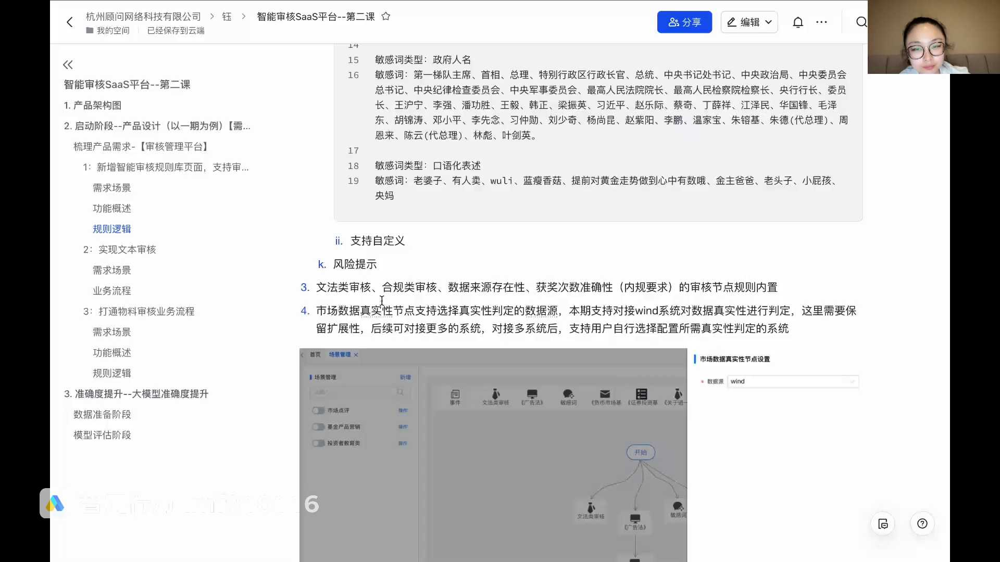 杭州顾问网络科技有限公司 > 钰 > 智能审核SaaS平台--第二课
我的空间 已经保存到云端
分享
编辑
智能审核SaaS平台--第二课
1. 产品架构图
2. 启动阶段--产品设计（以一期为例）【需...
梳理产品需求-【审核管理平台】
1：新增智能审核规则库页面，支持审...
需求场景
功能概述
规则逻辑
2：实现文本审核
需求场景
业务流程
3：打通物料审核业务流程
需求场景
功能概述
规则逻辑
3. 准确度提升--大模型准确度提升
数据准备阶段
模型评估阶段
14
15 敏感词类型：政府人名
16 敏感词：第一梯队主席、首相、总理、特别行政区行政长官、总统、中央书记处书记、中央政治局、中央委员会
总书记、中央纪律检查委员会、中央军事委员会、最高人民法院院长、最高人民检察院检察长、央行行长、委员
长、王沪宁、李强、潘功胜、王毅、韩正、梁振英、习近平、赵乐际、蔡奇、丁薛祥、江泽民、华国锋、毛泽
东、胡锦涛、邓小平、李先念、习仲勋、刘少奇、杨尚昆、赵紫阳、李鹏、温家宝、朱镕基、朱德(代总理)、周
恩来、陈云(代总理)、林彪、叶剑英。
17
18 敏感词类型：口语化表述
19 敏感词：老婆子、有人卖、wuli、蓝瘦香菇、提前对黄金走势做到心中有数哦、金主爸爸、老头子、小屁孩、
央妈
ii. 支持自定义
k. 风险提示
3. 文法类审核、合规类审核、数据来源存在性、获奖次数准确性（内规要求）的审核节点规则内置
4. 市场数据真实性节点支持选择真实性判定的数据源，本期支持对接wind系统对数据真实性进行判定，这里需要保
留扩展性，后续可对接更多的系统，对接多系统后，支持用户自行选择配置所需真实性判定的系统
首页 场景管理
场景管理 新增
市场点评 操作
基金产品营销 操作
投资者教育类 操作
事件 文法类审核 《广告法》 敏感词 《货币市场基 《证券投资基 《关于进一
开始
文法类审核
《广告法》
敏感词
市场数据真实性节点设置
* 数据源 wind
6